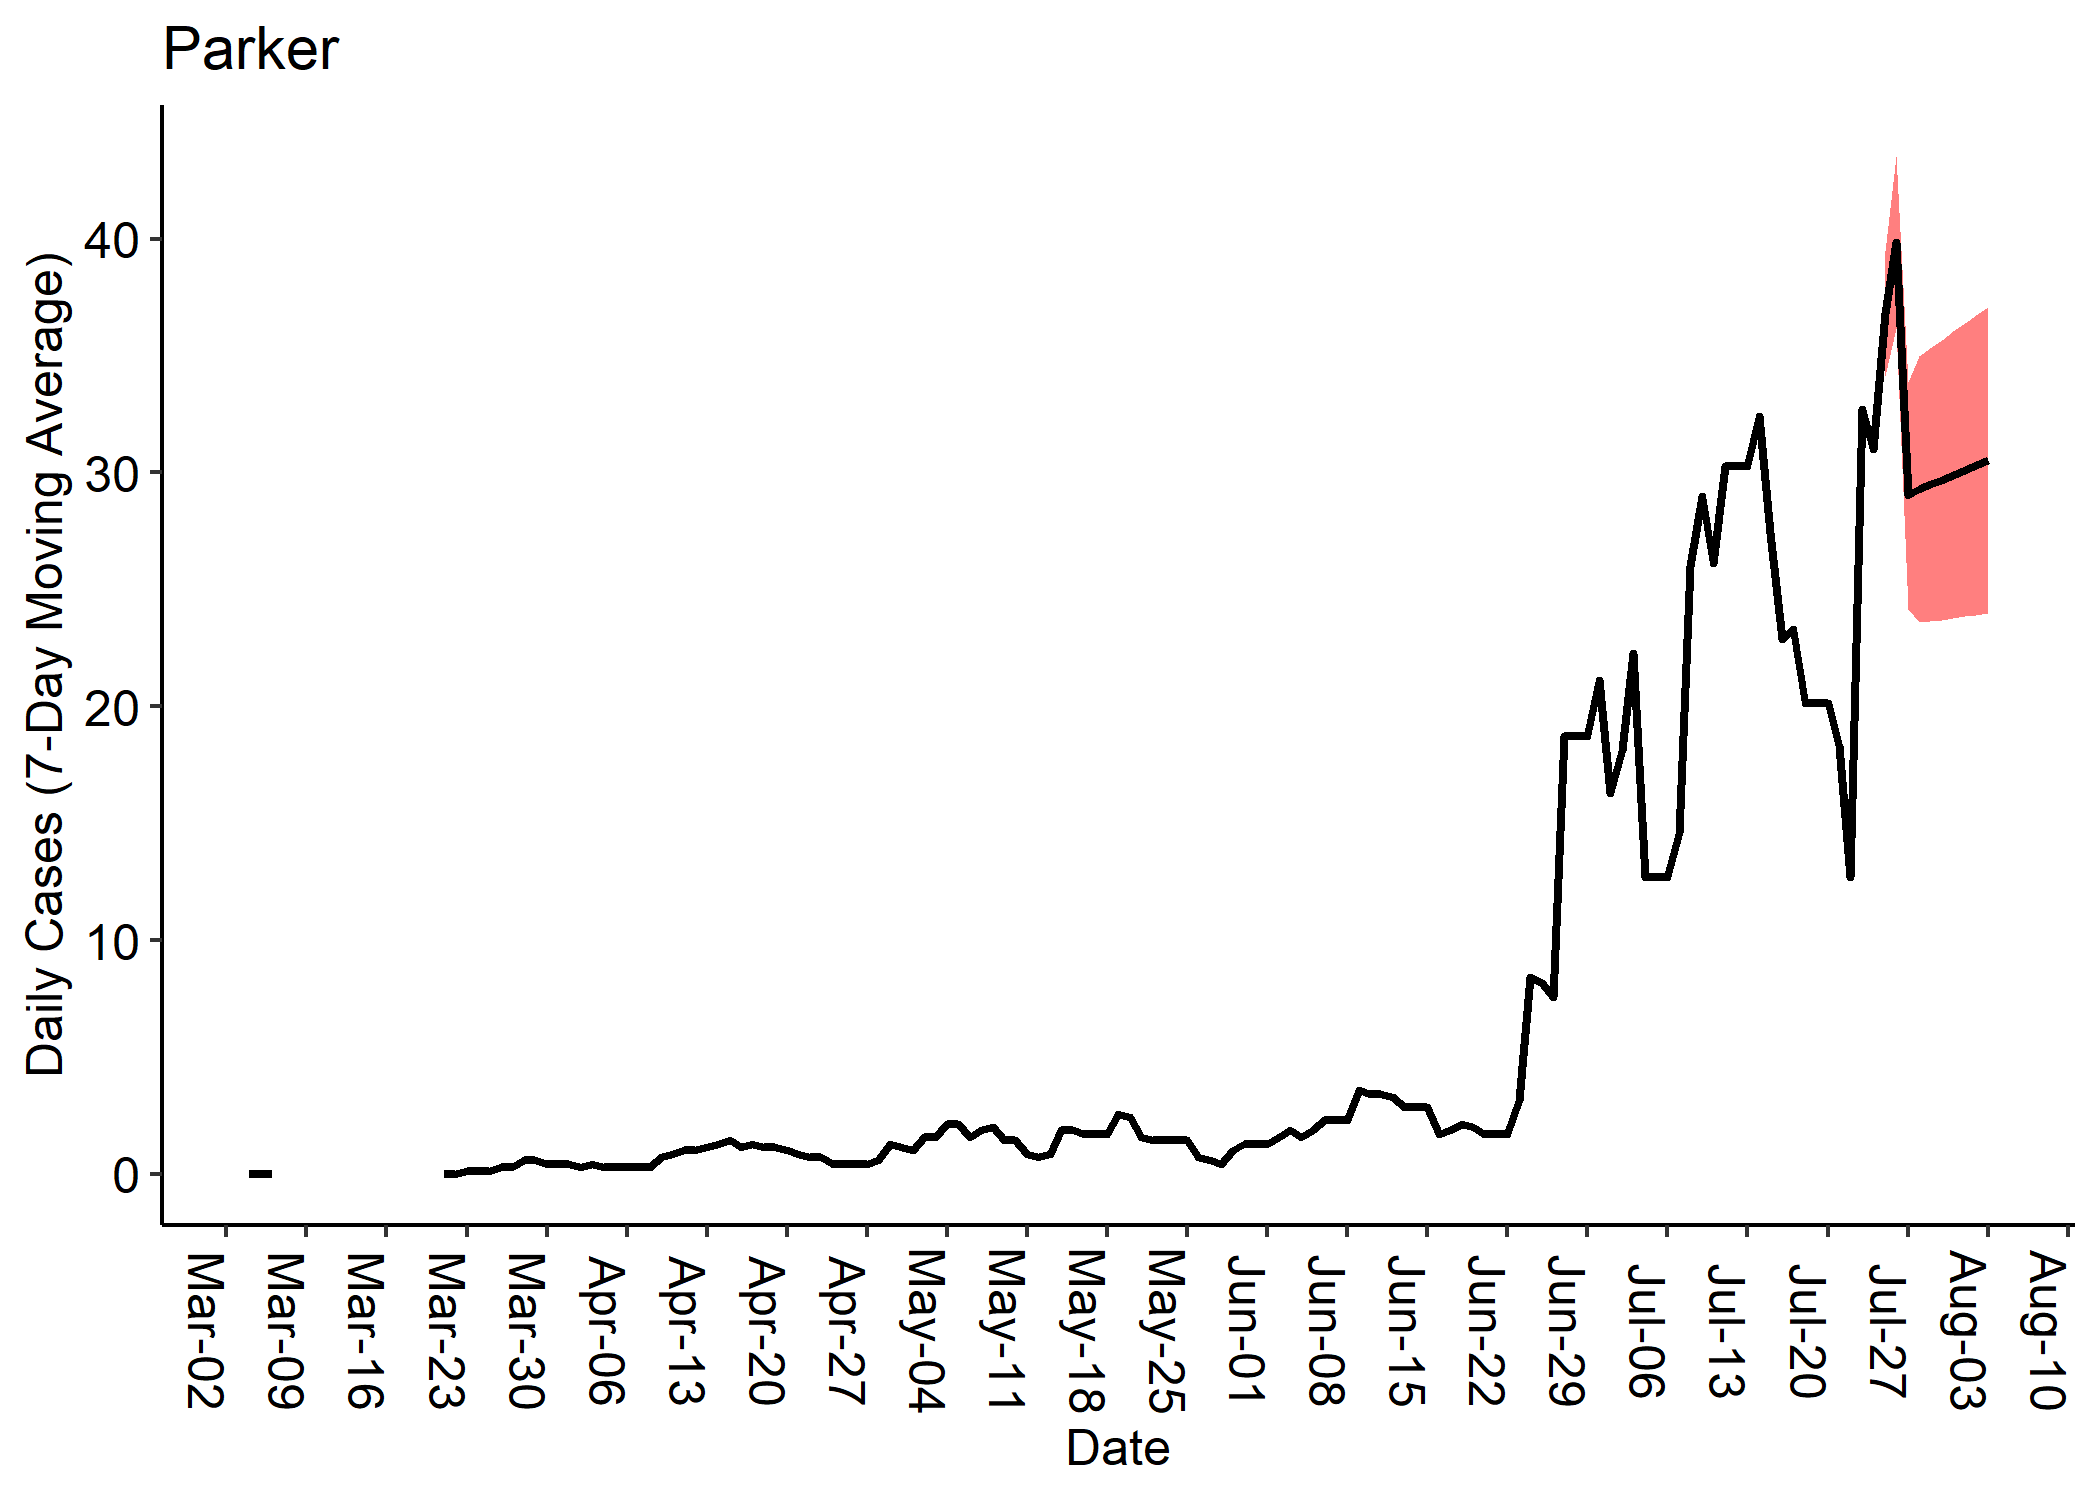 Parker
Daily Cases (7-Day Moving Average)
40
30
20
10
0
Mar-02
Mar-09
Mar-16
Mar-23
Mar-30
Apr-06
Apr-13
Apr-20
Apr-27
May-04
May-11
May-18
May-25
Jun-01
Jun-08
Jun-15
Jun-22
Jun-29
Jul-06
Jul-13
Jul-20
Jul-27
Aug-03
Aug-10
Date